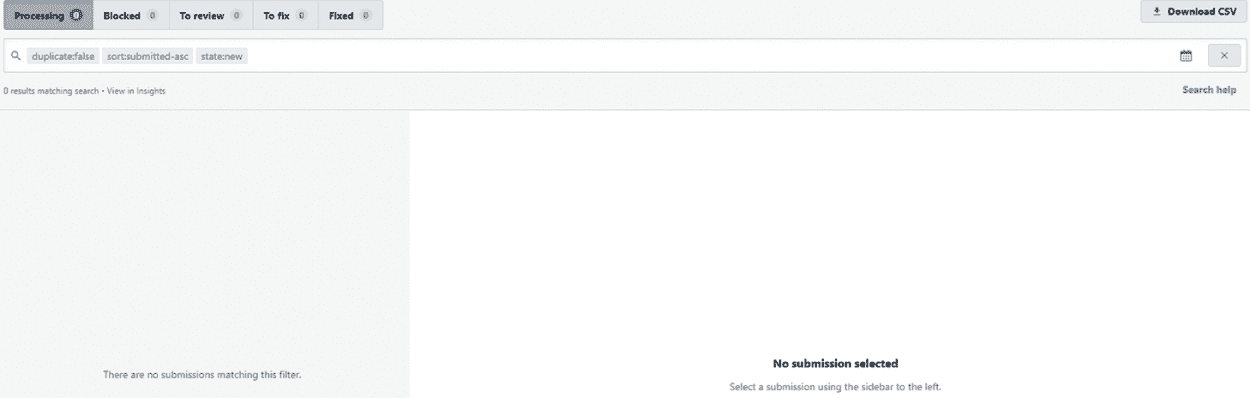 Processing 0 Blocked 0 To review 0 To fix 0 Fixed 0 Download CSV
duplicate:false sort:submitted-asc state:new
0 results matching search • View in Insights Search help
There are no submissions matching this filter.
No submission selected
Select a submission using the sidebar to the left.